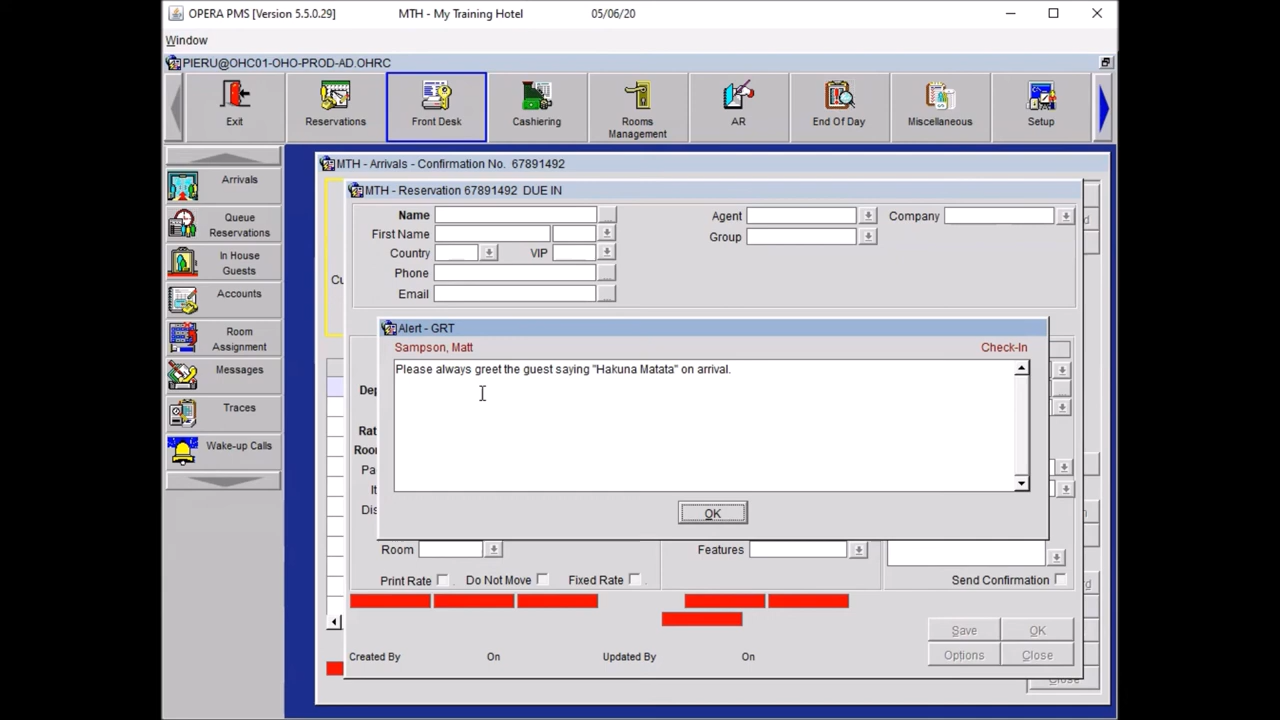 OPERA PMS [Version 5.5.0.29] MTH - My Training Hotel 05/06/20
Window
PIERU@OHC01-OHO-PROD-AD.OHRC
Exit
Reservations
Front Desk
Cashiering
Rooms
Management
AR
End Of Day
Miscellaneous
Setup
Arrivals
Queue
Reservations
In House
Guests
Accounts
Room
Assignment
Messages
Traces
Wake-up Calls
MTH - Arrivals - Confirmation No. 67891492
MTH - Reservation 67891492 DUE IN
Name
Agent
Company
First Name
Group
Country
VIP
Phone
Email
Alert - GRT
Sampson, Matt
Check-In
Please always greet the guest saying "Hakuna Matata" on arrival.
OK
Room
Features
Print Rate
Do Not Move
Fixed Rate
Send Confirmation
Save
OK
Created By
On
Updated By
On
Options
Close
Close